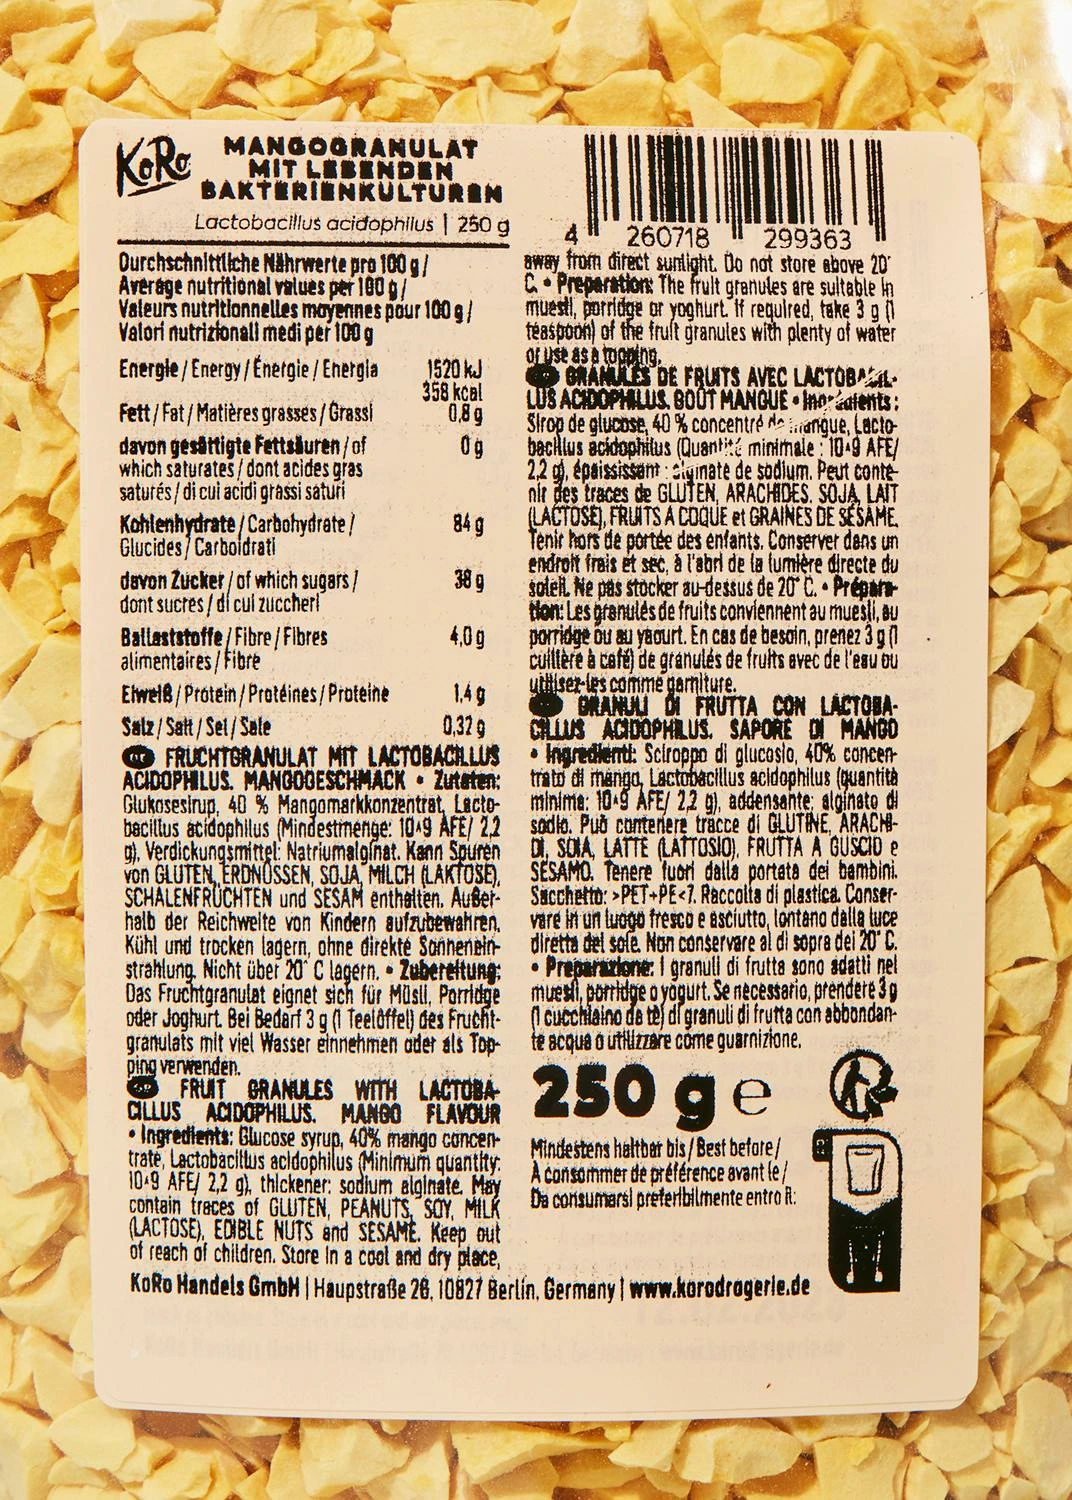 KoRo
MANGOGRANULAT
MIT LEBENDEN
BAKTERIENKULTUREN
Lactobacillus acidophilus | 250 g
Durchschnittliche Nährwerte pro 100 g /
Average nutritional values per 100 g /
Valeurs nutritionnelles moyennes pour 100 g /
Valori nutrizionali medi per 100 g
Energie / Energy / Énergie / Energia 1520 kJ
358 kcal
Fett / Fat / Matières grasses / Grassi 0,8 g
davon gesättigte Fettsäuren / of 0 g
which saturates / dont acides gras
saturés / di cui acidi grassi saturi
Kohlenhydrate / Carbohydrate / 84 g
Glucides / Carboidrati
davon Zucker / of which sugars / 38 g
dont sucres / di cui zuccheri
Ballaststoffe / Fibre / Fibres 4,0 g
alimentaires / Fibre
Eiweiß / Protein / Protéines / Proteine 1,4 g
Salz / Salt / Sel / Sale 0,32 g
FRUCHTGRANULAT MIT LACTOBACILLUS
ACIDOPHILUS. MANGOGESCHMACK • Zutaten:
Glukosesirup, 40 % Mangomarkkonzentrat, Lacto-
bacillus acidophilus (Mindestmenge: 10^9 AFE/ 2,2
g), Verdickungsmittel: Natriumalginat. Kann Spuren
von GLUTEN, ERDNÜSSEN, SOJA, MILCH (LAKTOSE),
SCHALENFRÜCHTEN und SESAM enthalten. Außer-
halb der Reichweite von Kindern aufzubewahren,
Kühl und trocken lagern, ohne direkte Sonnenein-
strahlung. Nicht über 20° C lagern. • Zubereitung:
Das Fruchtgranulat eignet sich für Müsli, Porridge
oder Joghurt. Bei Bedarf 3 g (1 Teelöffel) des Frucht-
granulats mit viel Wasser einnehmen oder als Top-
ping verwenden.
FRUIT GRANULES WITH LACTOBA-
CILLUS ACIDOPHILUS. MANGO FLAVOUR
• Ingredients: Glucose syrup, 40% mango concen-
trate, Lactobacillus acidophilus (Minimum quantity:
10^9 AFE/ 2,2 g), thickener: sodium alginate. May
contain traces of GLUTEN, PEANUTS, SOY, MILK
(LACTOSE), EDIBLE NUTS and SESAME. Keep out
of reach of children. Store in a cool and dry place,
4 260718 299363
away from direct sunlight. Do not store above 20°
C. • Preparation: The fruit granules are suitable in
muesli, porridge or yoghurt. If required, take 3 g (1
teaspoon) of the fruit granules with plenty of water
or use as a topping.
GRANULES DE FRUITS AVEC LACTOBACIL-
LUS ACIDOPHILUS. GOÛT MANGUE • Ingrédients :
Sirop de glucose, 40 % concentré de mangue, Lacto-
bacillus acidophilus (Quantité minimale : 10^9 AFE/
2,2 g), épaississant : alginate de sodium. Peut conte-
nir des traces de GLUTEN, ARACHIDES, SOJA, LAIT
(LACTOSE), FRUITS A COQUE et GRAINES DE SÉSAME.
Tenir hors de portée des enfants. Conserver dans un
endroit frais et sec, à l'abri de la lumière directe du
soleil. Ne pas stocker au-dessus de 20° C. • Prépara-
tion: Les granulés de fruits conviennent au muesli, au
porridge ou au yaourt. En cas de besoin, prenez 3 g (1
cuillère à café) de granulés de fruits avec de l'eau ou
utilisez-les comme garniture.
GRANULI DI FRUTTA CON LACTOBA-
CILLUS ACIDOPHILUS. SAPORE DI MANGO
• Ingredienti: Sciroppo di glucosio, 40% concen-
trato di mango, Lactobacillus acidophilus (quantità
minima: 10^9 AFE/ 2,2 g), addensante: alginato di
sodio. Può contenere tracce di GLUTINE, ARACHI-
DI, SOIA, LATTE (LATTOSIO), FRUTTA A GUSCIO e
SESAMO. Tenere fuori dalla portata dei bambini.
Sacchetto: >PET+PE<7. Raccolta di plastica. Conser-
vare in un luogo fresco e asciutto, lontano dalla luce
diretta del sole. Non conservare al di sopra dei 20° C.
• Preparazione: I granuli di frutta sono adatti nel
muesli, porridge o yogurt. Se necessario, prendere 3 g
(1 cucchiaino da tè) di granuli di frutta con abbondan-
te acqua o utilizzare come guarnizione.
250 g e
Mindestens haltbar bis / Best before /
À consommer de préférence avant le /
Da consumarsi preferibilmente entro il:
KoRo Handels GmbH | Hauptstraße 26, 10827 Berlin, Germany | www.korodrogerie.de